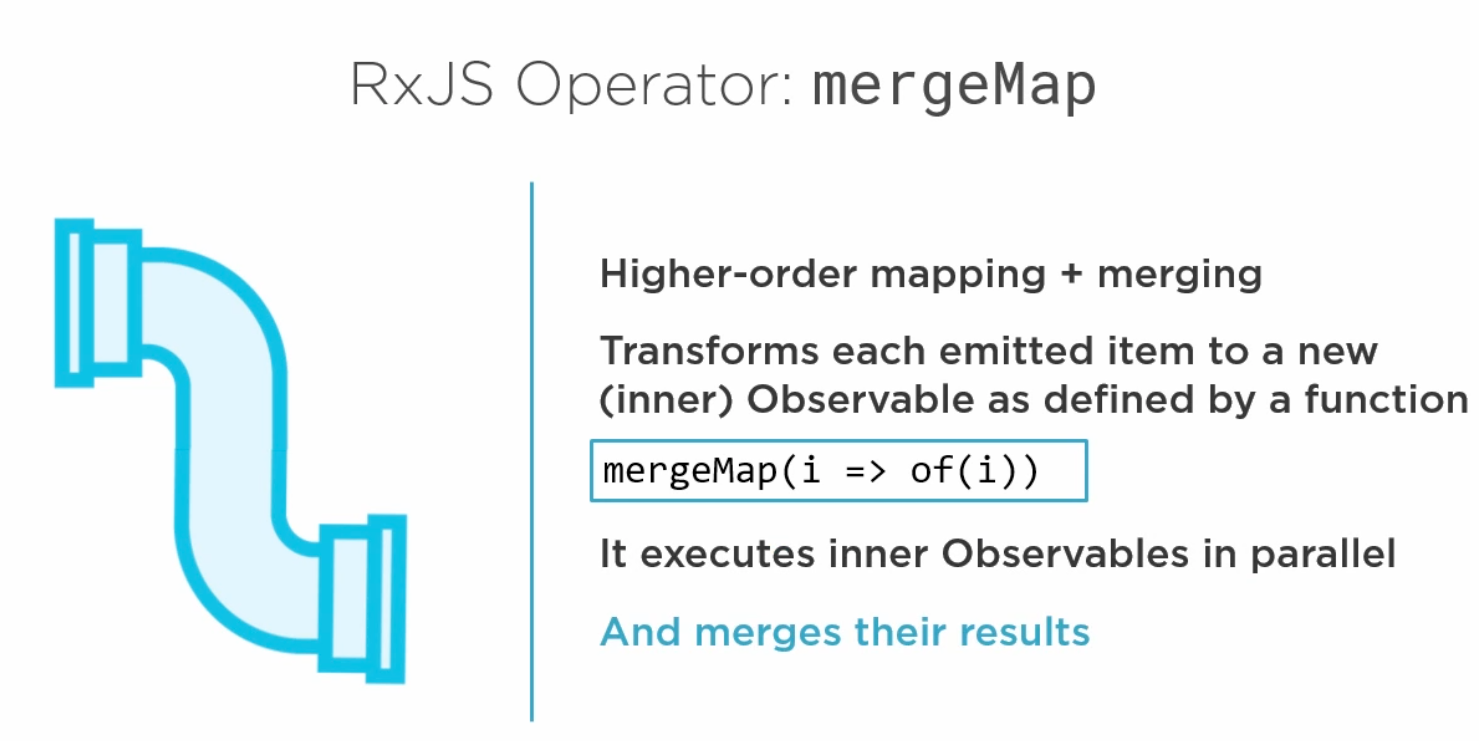 RxJS Operator: mergeMap
Higher-order mapping + merging
Transforms each emitted item to a new
(inner) Observable as defined by a function
mergeMap(i => of(i))
It executes inner Observables in parallel
And merges their results